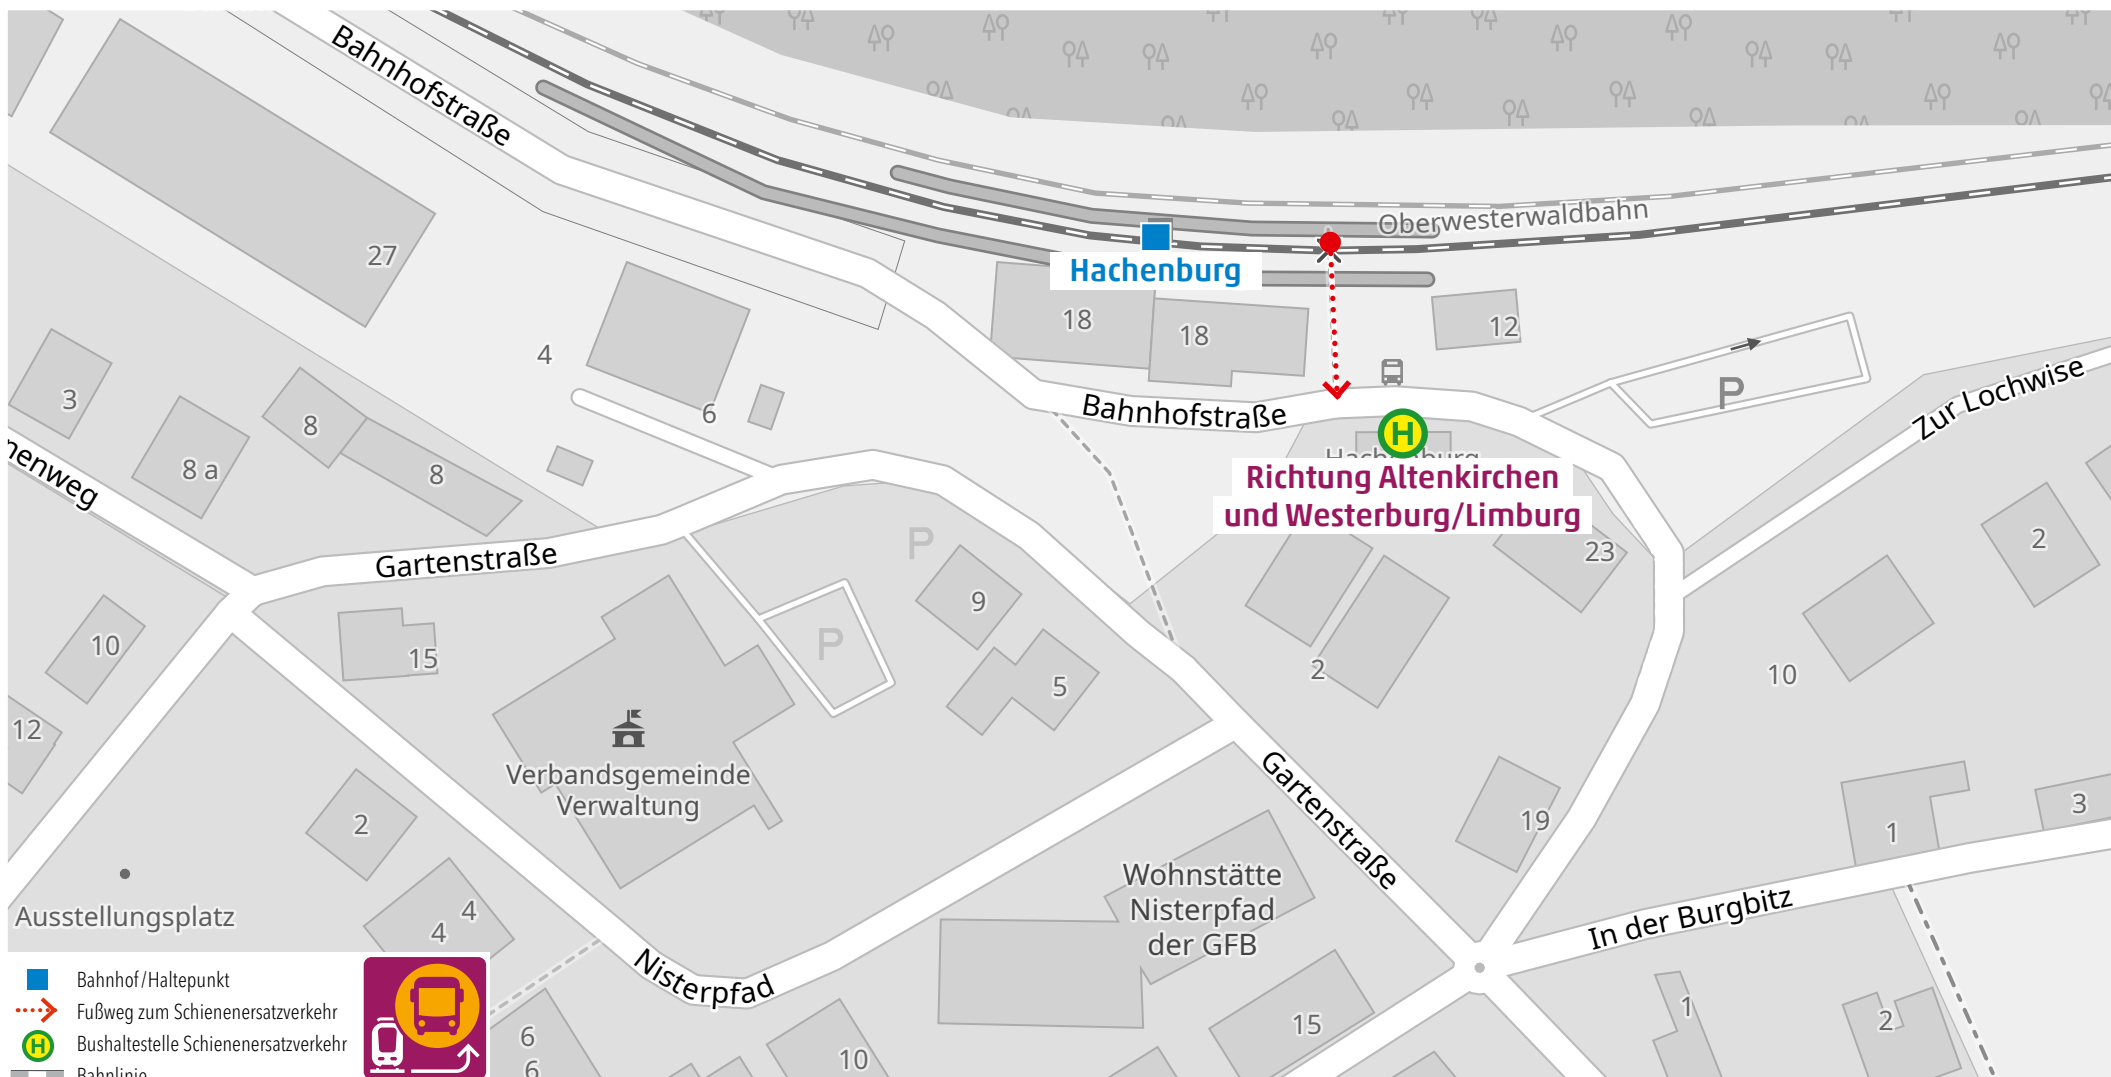 Bahnhofstraße
Oberwesterwaldbahn
27
Hachenburg
18
18
12
4
6
3
8
8 a
8
P
Bahnhofstraße
Zur Lochwise
H
Hachenburg
Richtung Altenkirchen
und Westerburg/Limburg
nenweg
Gartenstraße
P
P
9
23
2
10
15
5
2
10
12
Verbandsgemeinde
Verwaltung
2
Gartenstraße
19
1
3
Ausstellungsplatz
4
4
Wohnstätte
Nisterpfad
der GFB
In der Burgbitz
Nisterpfad
6
6
10
15
1
2
Bahnhof/Haltepunkt
Fußweg zum Schienenersatzverkehr
H Bushaltestelle Schienenersatzverkehr
Bahnlinie